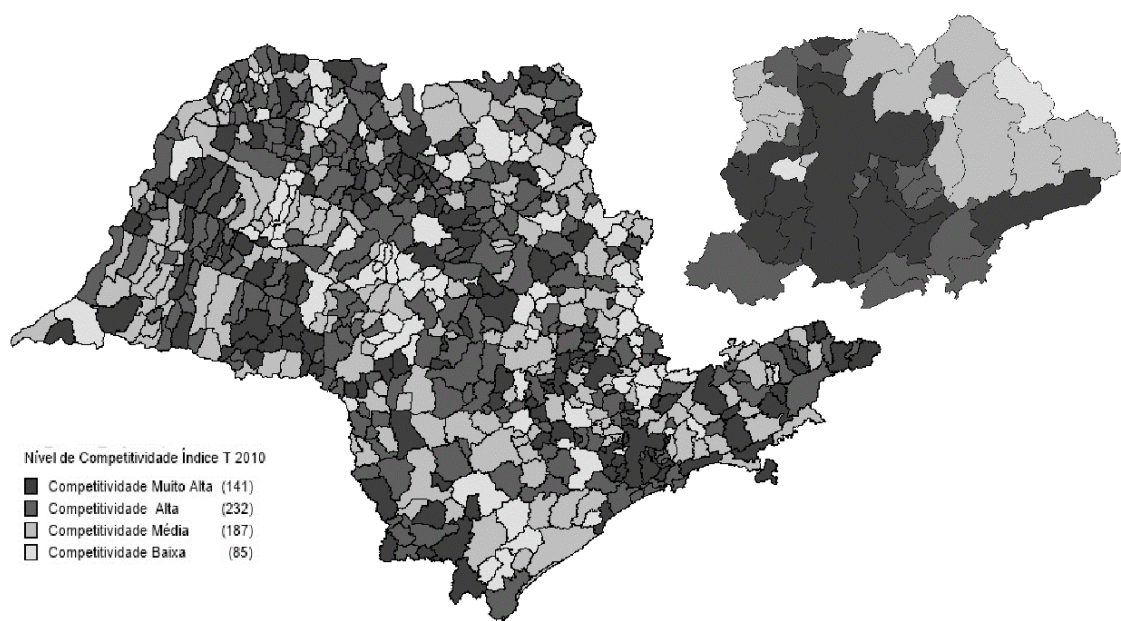 Nível de Competitividade Índice T 2010
Competitividade Muito Alta (141)
Competitividade Alta (232)
Competitividade Média (187)
Competitividade Baixa (85)